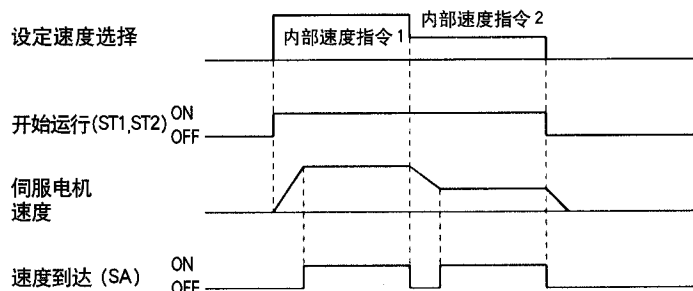 设定速度选择
内部速度指令1
内部速度指令2
开始运行(ST1,ST2)
ON
OFF
伺服电机
速度
速度到达 (SA)
ON
OFF